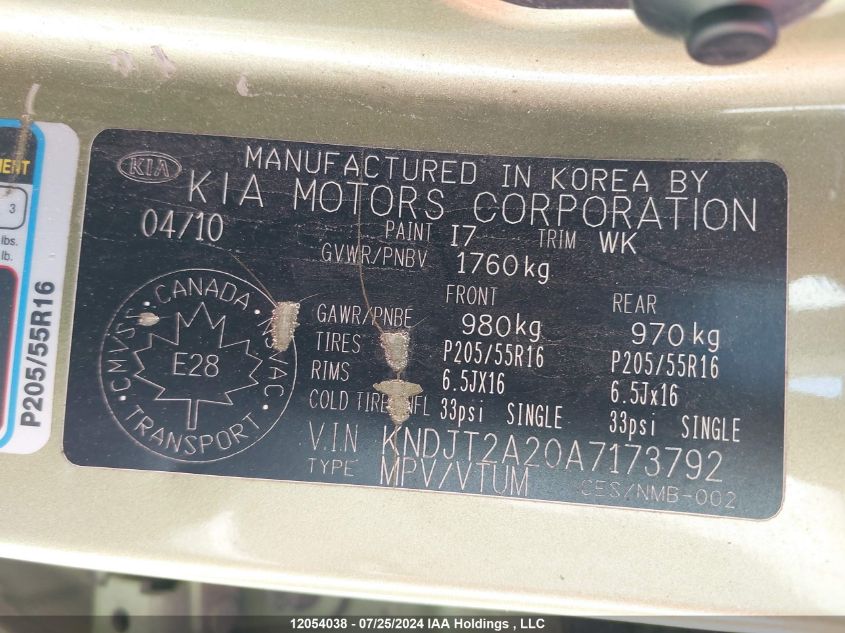 MENT
3
lbs.
lb.
P205/55R16
KIA
MANUFACTURED IN KOREA BY
KIA MOTORS CORPORATION
04/10
PAINT I7 TRIM WK
GVWR/PNBV 1760kg
FRONT REAR
GAWR/PNBE 980kg 970kg
TIRES P205/55R16 P205/55R16
RIMS 6.5JX16 6.5Jx16
COLD TIRE INFL 33psi SINGLE 33psi SINGLE
V.I.N KNDJT2A20A7173792
TYPE MPV/VTUM
CES/NMB-002
CANADA
NSVAC
E28
CMVSS
TRANSPORT
12054038 - 07/25/2024 IAA Holdings , LLC